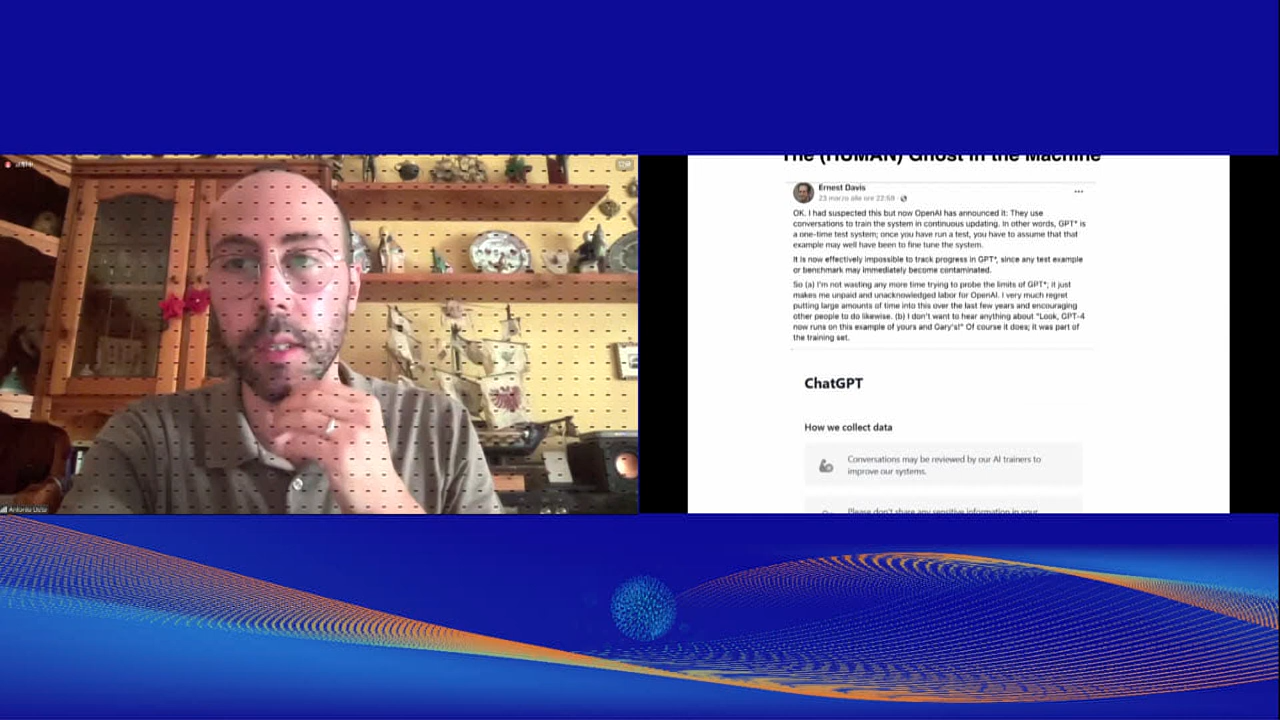 The (HUMAN) Ghost in the Machine
Ernest Davis
23 marzo alle ore 22:58
OK. I had suspected this but now OpenAI has announced it: They use
conversations to train the system in continuous updating. In other words, GPT* is
a one-time test system; once you have run a test, you have to assume that that
example may well have been to fine tune the system.
It is now effectively impossible to track progress in GPT*, since any test example
or benchmark may immediately become contaminated.
So (a) I'm not wasting any more time trying to probe the limits of GPT*; it just
makes me unpaid and unacknowledged labor for OpenAI. I very much regret
putting large amounts of time into this over the last few years and encouraging
other people to do likewise. (b) I don't want to hear anything about "Look, GPT-4
now runs on this example of yours and Gary's!" Of course it does; it was part of
the training set.
ChatGPT
How we collect data
Conversations may be reviewed by our AI trainers to
improve our systems.
Please don't share any sensitive information in your
Antonio